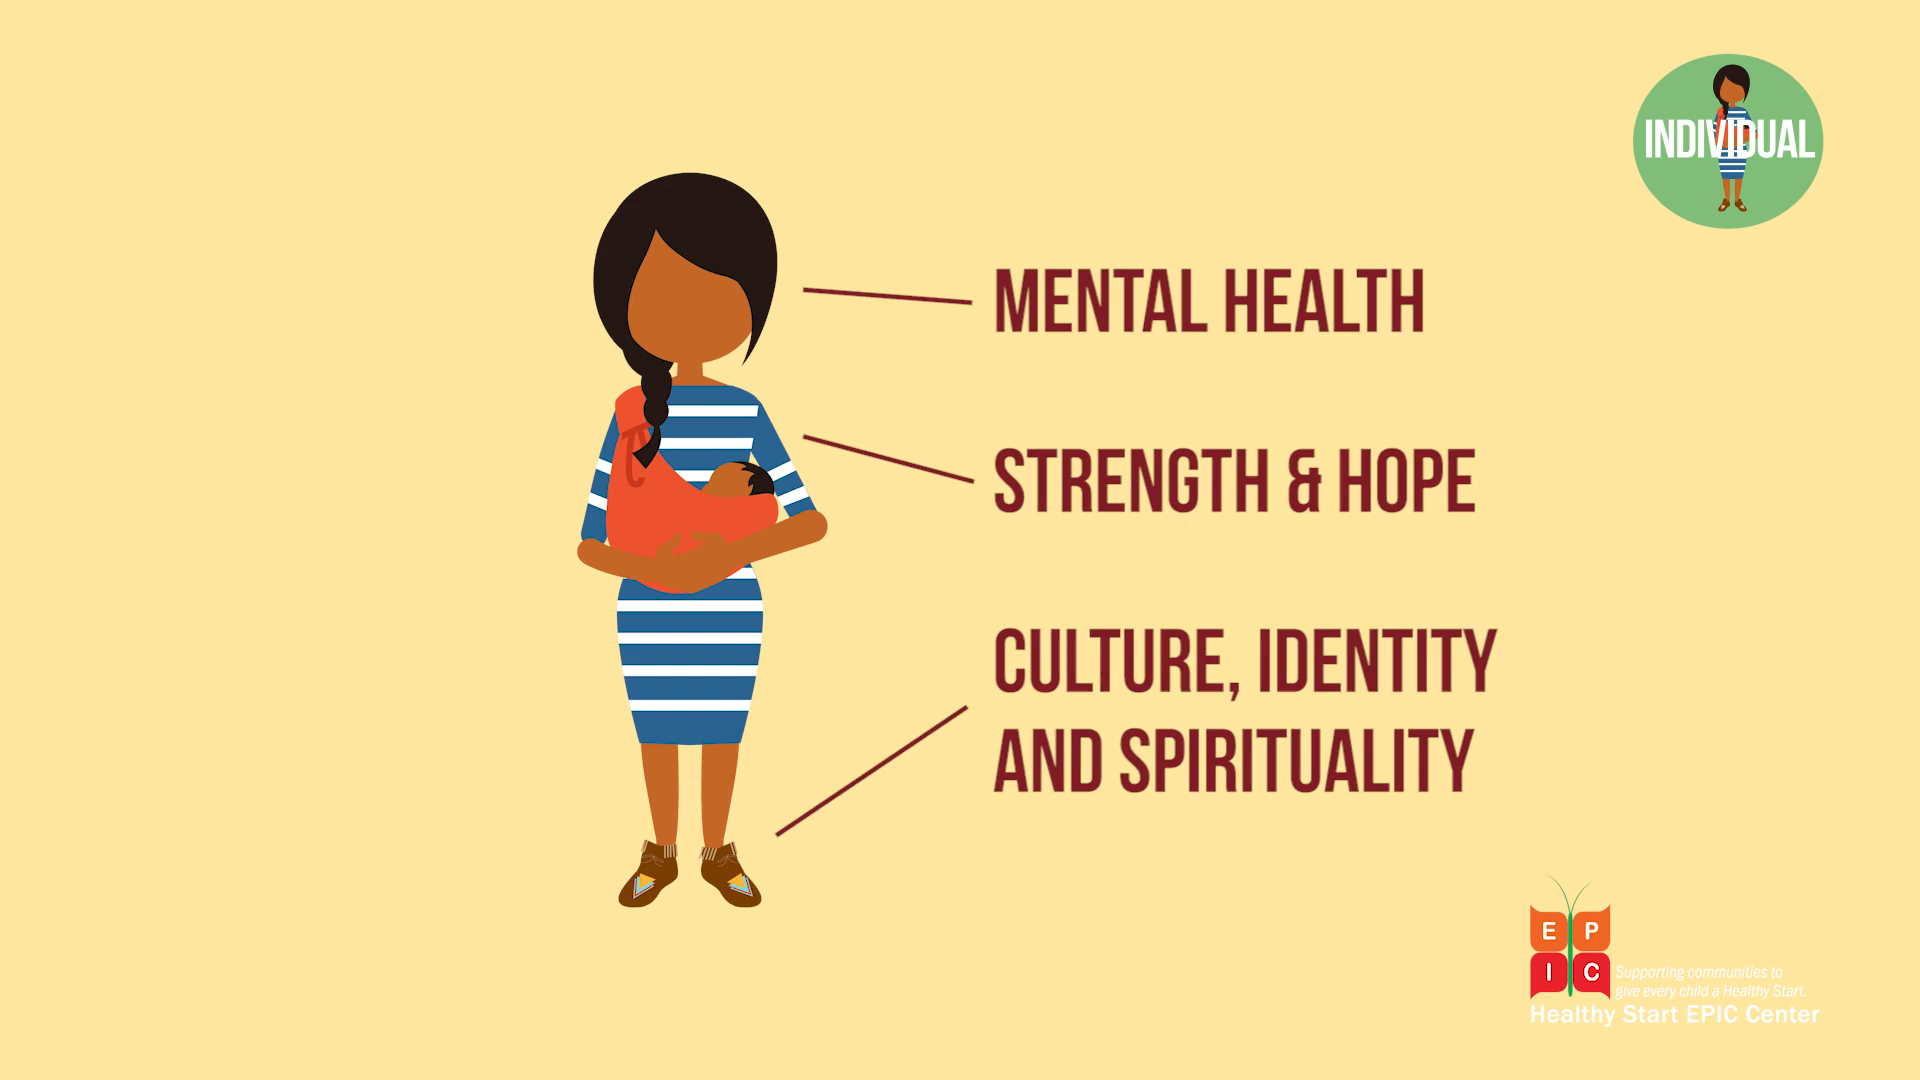 INDIVIDUAL
MENTAL HEALTH
STRENGTH & HOPE
CULTURE, IDENTITY
AND SPIRITUALITY
E P
I C
Supporting communities to
give every child a Healthy Start.
Healthy Start EPIC Center